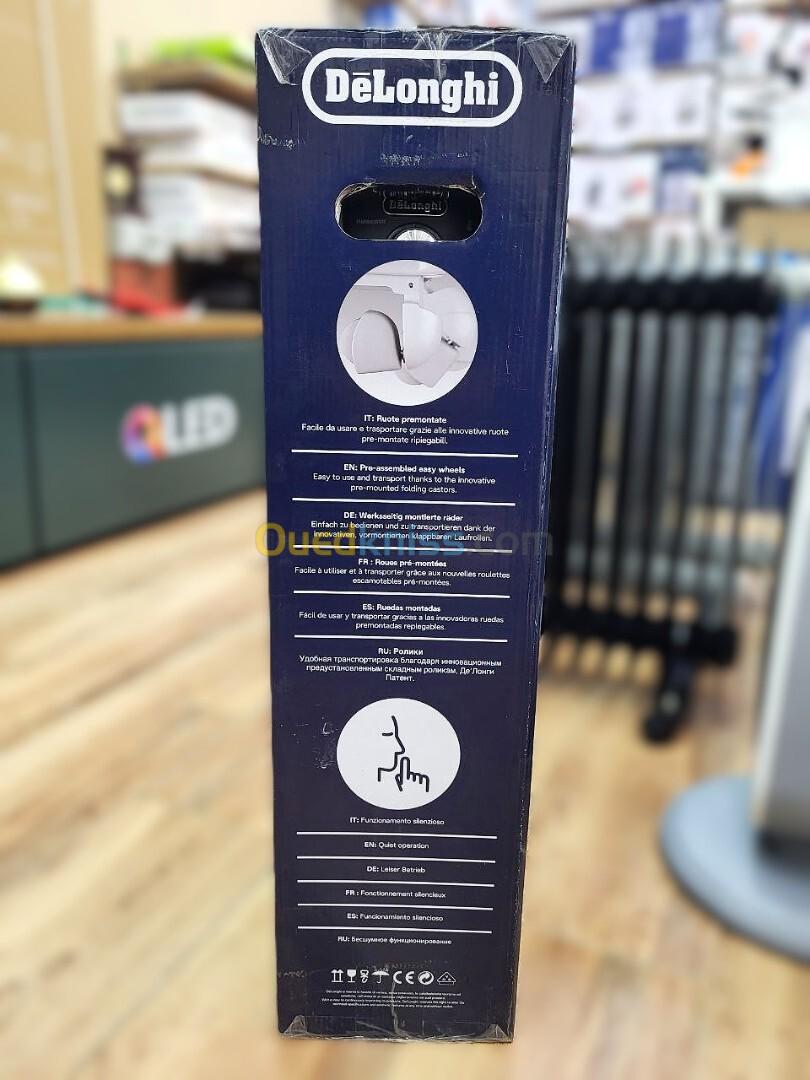 DēLonghi
DēLonghi
IT: Ruote premontate
Facile da usare e trasportare grazie alle innovative ruote
pre-montate ripiegabili.
EN: Pre-assembled easy wheels
Easy to use and transport thanks to the innovative
pre-mounted folding castors.
QLED
DE: Werksseitig montierte räder
Einfach zu bedienen und zu transportieren dank der
innovativen, vormontierten klappbaren Laufrollen.
Ouedkniss.com
FR : Roues pré-montées
Facile à utiliser et à transporter grâce aux nouvelles roulettes
escamotables pré-montées.
ES: Ruedas montadas
Fácil de usar y transportar gracias a las innovadoras ruedas
premontadas replegables.
RU: Ролики
Удобная транспортировка благодаря инновационным
предустановленным складным роликам. Де'Лонги
Патент.
IT: Funzionamento silenzioso
EN: Quiet operation
DE: Leiser Betrieb
FR : Fonctionnement silencieux
ES: Funcionamiento silencioso
RU: Бесшумное функционирование
CE